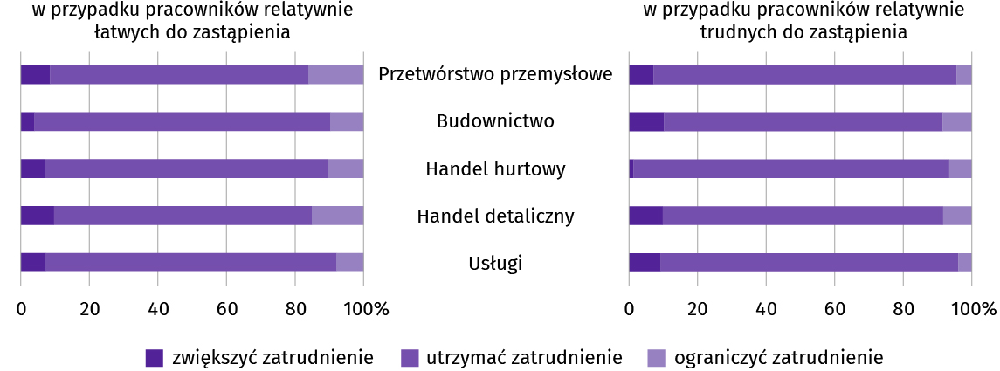 w przypadku pracowników relatywnie
łatwych do zastąpienia
w przypadku pracowników relatywnie
trudnych do zastąpienia
Przetwórstwo przemysłowe
Budownictwo
Handel hurtowy
Handel detaliczny
Usługi
0 20 40 60 80 100%
0 20 40 60 80 100%
zwiększyć zatrudnienie utrzymać zatrudnienie ograniczyć zatrudnienie